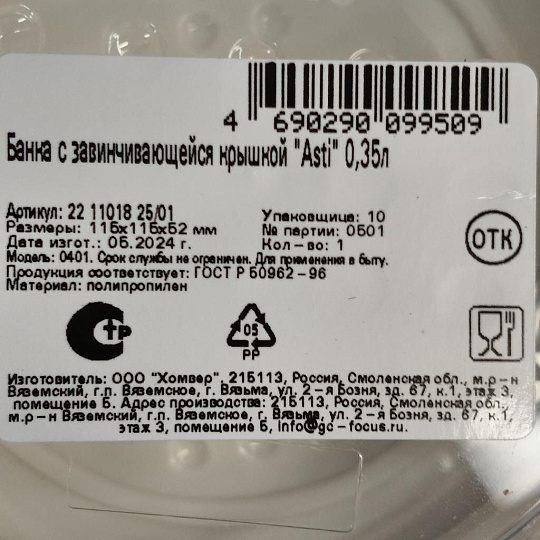 4 690290 099509
Банка с завинчивающейся крышкой "Asti" 0,35л
Артикул: 22 11018 25/01
Размеры: 115x115x52 мм
Дата изгот.: 05.2024 г.
Упаковщица: 10
№ партии: 0501
Кол-во: 1
Модель: 0401. Срок службы не ограничен. Для применения в быту.
Продукция соответствует: ГОСТ Р 50962-96
Материал: полипропилен
ОТК
СТР
05
PP
Изготовитель: ООО "Хомвер", 215113, Россия, Смоленская обл., м.р-н
Вяземский, г.п. Вяземское, г. Вязьма, ул. 2-я Бозня, зд. 67, к.1, этаж 3,
помещение 5. Адрес производства: 215113, Россия, Смоленская обл.,
м.р-н Вяземский, г.п. Вяземское, г. Вязьма, ул. 2-я Бозня, зд. 67, к.1,
этаж 3, помещение 5, Info@gc-focus.ru.